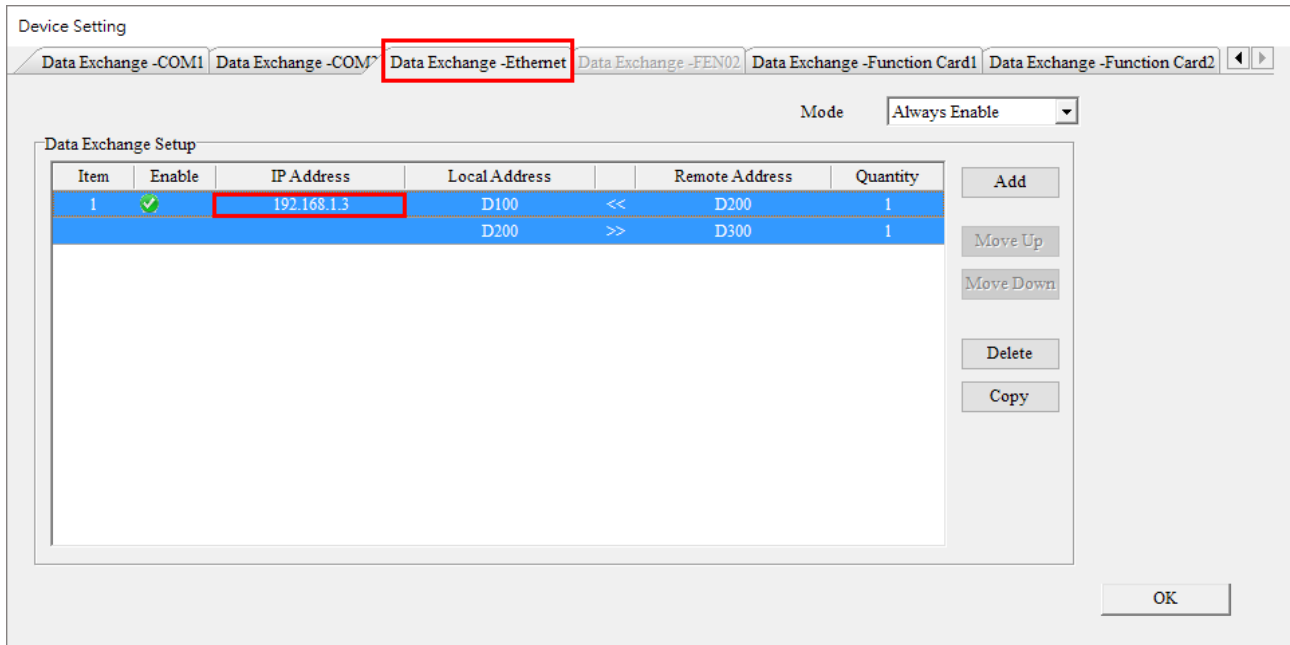 Device Setting
Data Exchange -COM1 Data Exchange -COM2 Data Exchange -Ethernet Data Exchange -FEN02 Data Exchange -Function Card1 Data Exchange -Function Card2
Mode Always Enable
Data Exchange Setup
Item Enable IP Address Local Address Remote Address Quantity
1 192.168.1.3 D100 << D200 1
D200 >> D300 1
Add
Move Up
Move Down
Delete
Copy
OK